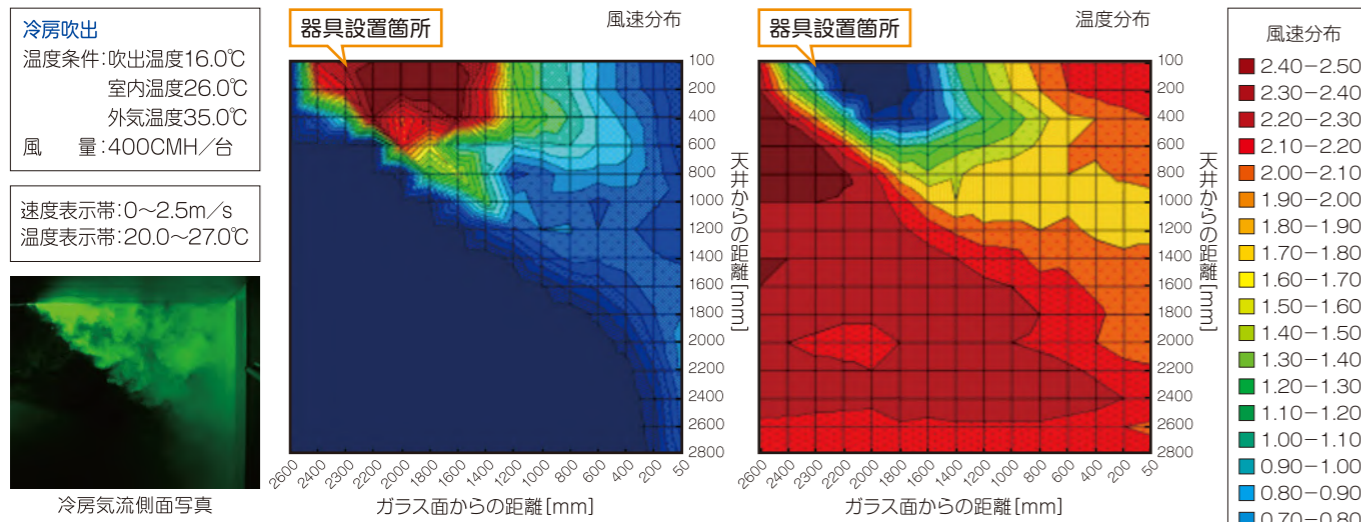 冷房吹出
温度条件:吹出温度16.0℃
室内温度26.0℃
外気温度35.0℃
風　量:400CMH/台
速度表示帯:0〜2.5m/s
温度表示帯:20.0〜27.0℃
冷房気流側面写真
器具設置箇所
風速分布
100
200
400
600
800
1000
1200
1400
1600
1800
2000
2200
2400
2600
2800
天井からの距離[mm]
2600 2400 2300 2200 2000 1800 1600 1400 1200 1000 800 600 400 200 50
ガラス面からの距離[mm]
器具設置箇所
温度分布
100
200
400
600
800
1000
1200
1400
1600
1800
2000
2200
2400
2600
2800
天井からの距離[mm]
2600 2400 2300 2200 2000 1800 1600 1400 1200 1000 800 600 400 200 50
ガラス面からの距離[mm]
風速分布
2.40−2.50
2.30−2.40
2.20−2.30
2.10−2.20
2.00−2.10
1.90−2.00
1.80−1.90
1.70−1.80
1.60−1.70
1.50−1.60
1.40−1.50
1.30−1.40
1.20−1.30
1.10−1.20
1.00−1.10
0.90−1.00
0.80−0.90
0.70−0.80